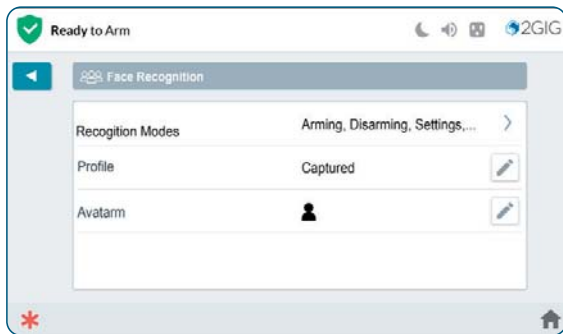 Ready to Arm
2GIG
Face Recognition
Recogition Modes Arming, Disarming, Settings,...
Profile Captured
Avatarm